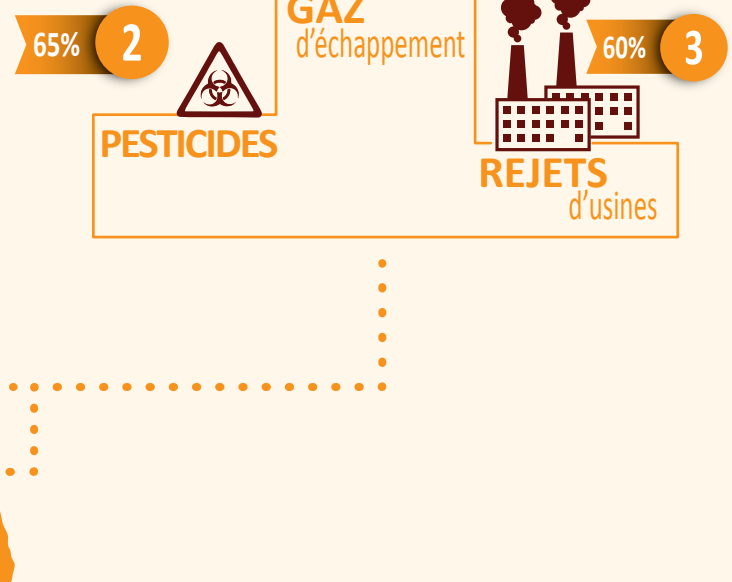 GAZ
d'échappement
65% 2
60% 3
PESTICIDES
REJETS
d'usines